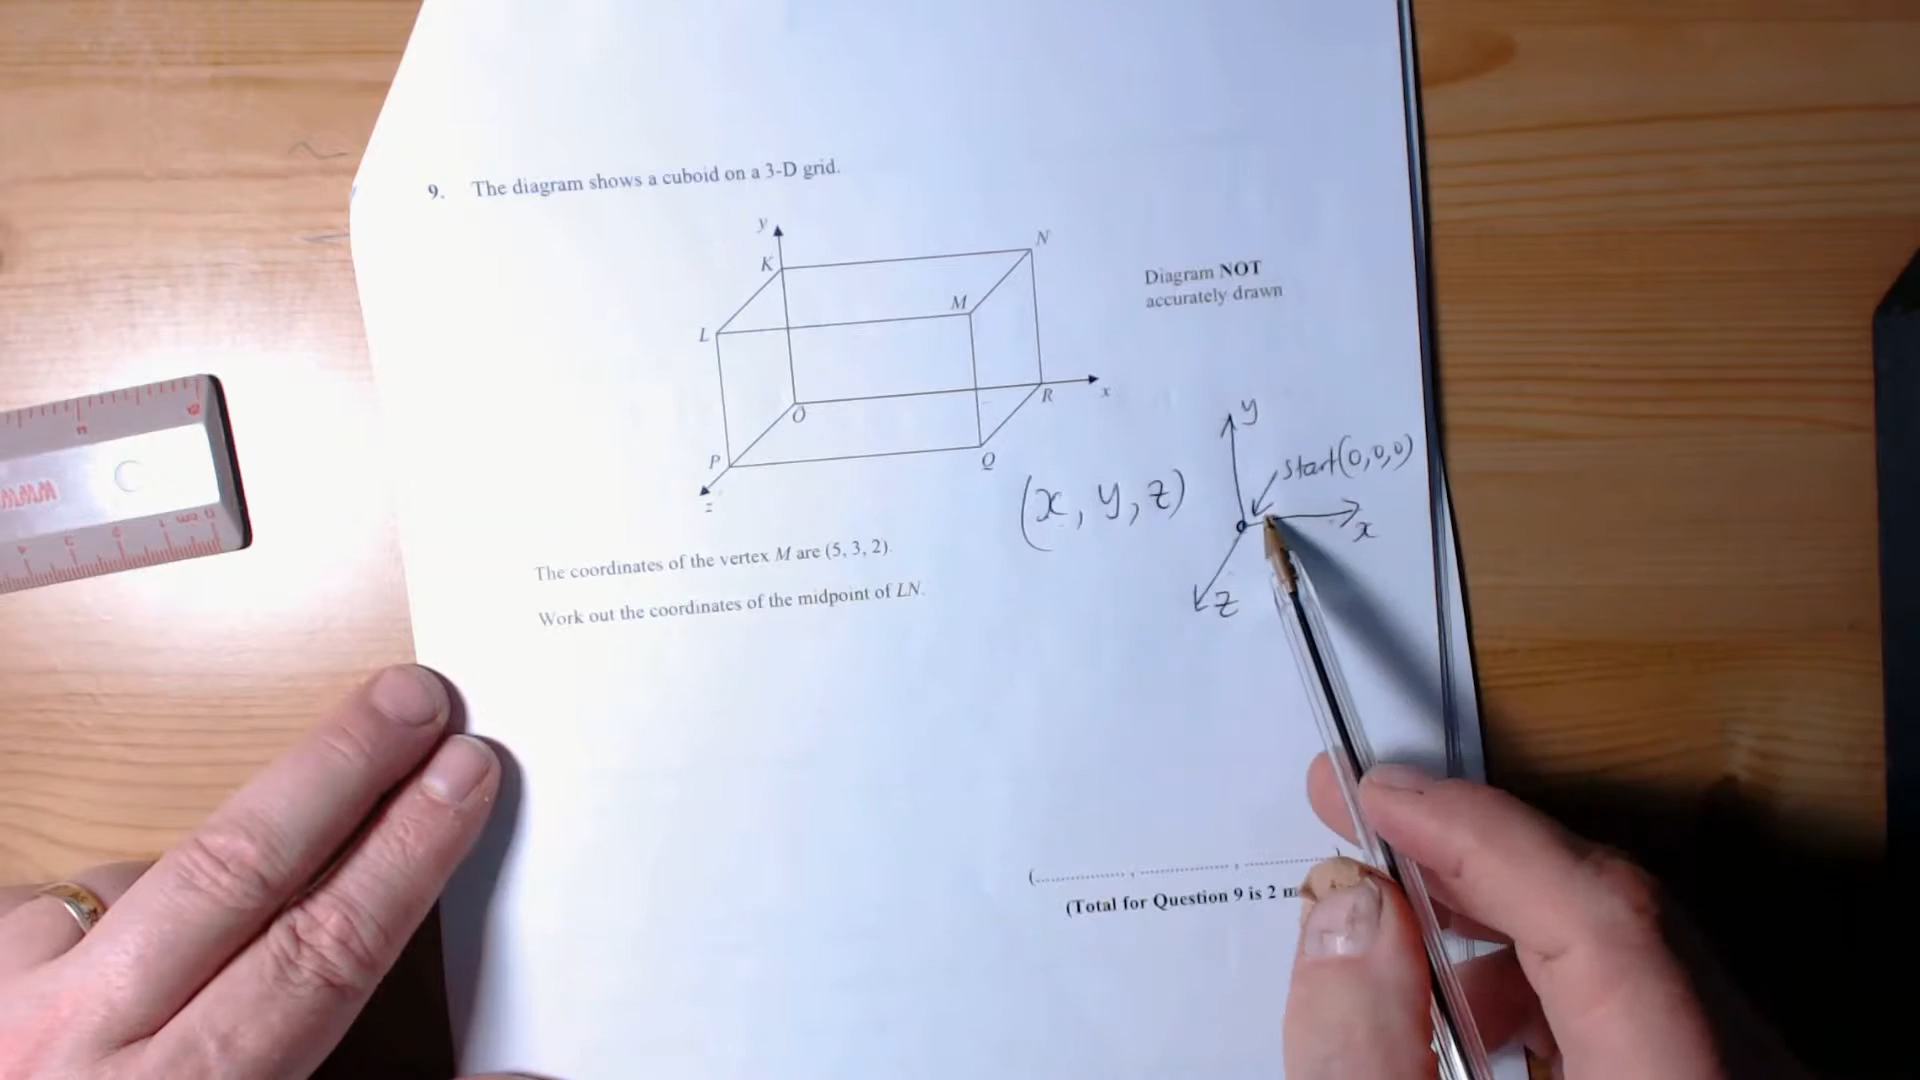 9. The diagram shows a cuboid on a 3-D grid.
y
K
N
L
M
Diagram NOT
accurately drawn
O
R
x
P
Q
z
y
Start(0,0,0)
(x, y, z)
x
z
The coordinates of the vertex M are (5, 3, 2).
Work out the coordinates of the midpoint of LN.
(.................... , .................... , ....................)
(Total for Question 9 is 2 m